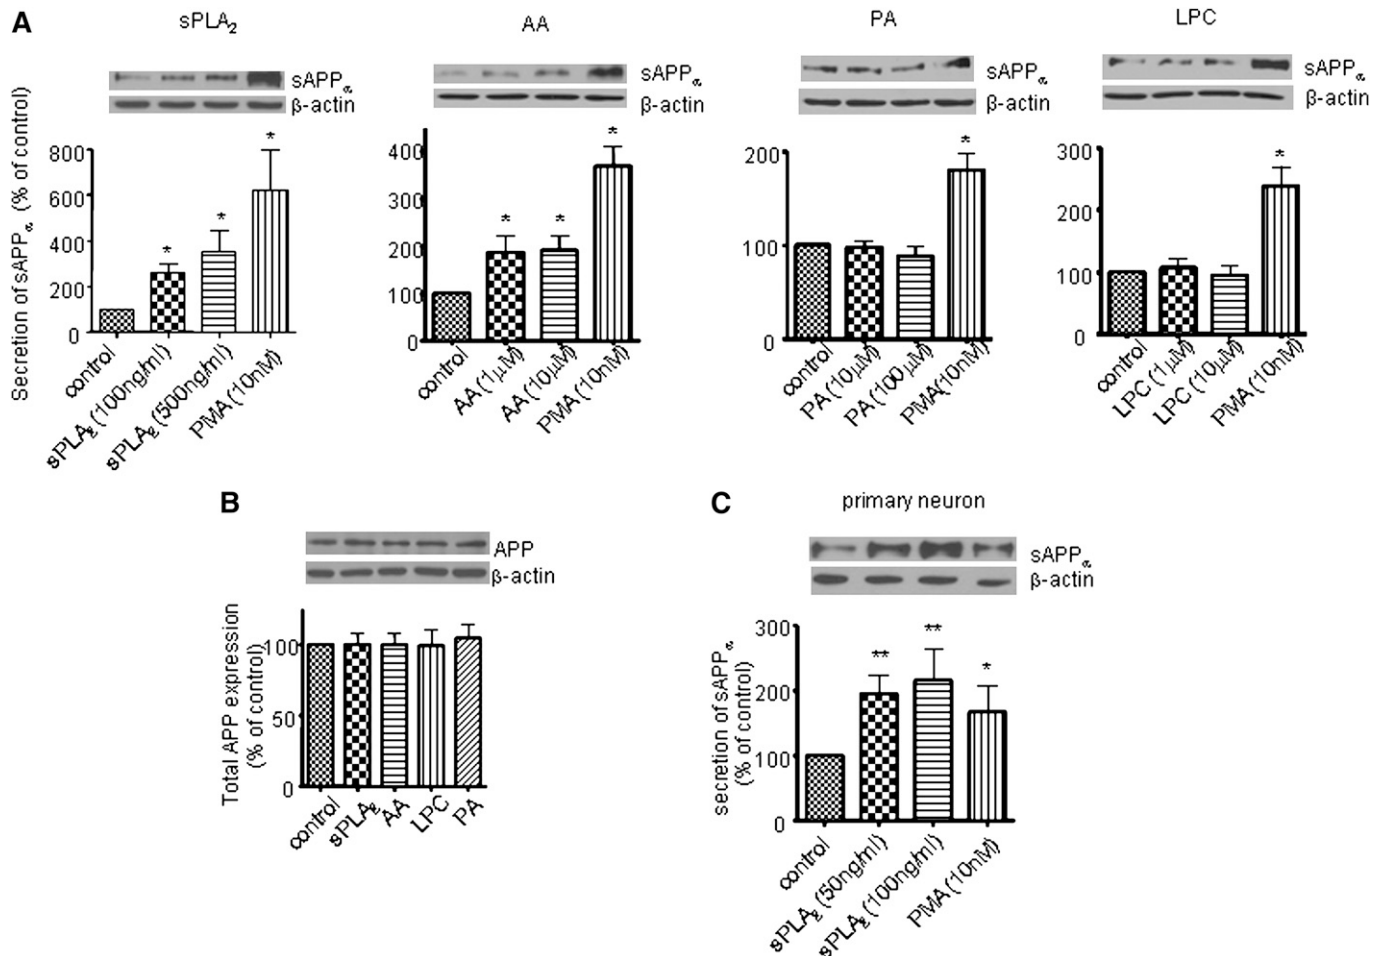 A
sPLA2
AA
PA
LPC
sAPPα
β-actin
sAPPα
β-actin
sAPPα
β-actin
sAPPα
β-actin
Secretion of sAPPα (% of control)
800
600
400
200
0
*
*
*
control
sPLA2 (100ng/ml)
sPLA2 (500ng/ml)
PMA (10nM)
400
300
200
100
0
*
*
*
control
AA (1μM)
AA (10μM)
PMA (10nM)
200
100
0
*
control
PA (10μM)
PA (100μM)
PMA(10nM)
300
200
100
0
*
control
LPC (1μM)
LPC (10μM)
PMA (10nM)
B
APP
β-actin
Total APP expression
(% of control)
100
50
0
control
sPLA2
AA
LPC
PA
C
primary neuron
sAPPα
β-actin
secretion of sAPPα
(% of control)
300
200
100
0
**
**
*
control
sPLA2 (50ng/ml)
sPLA2 (100ng/ml)
PMA (10nM)